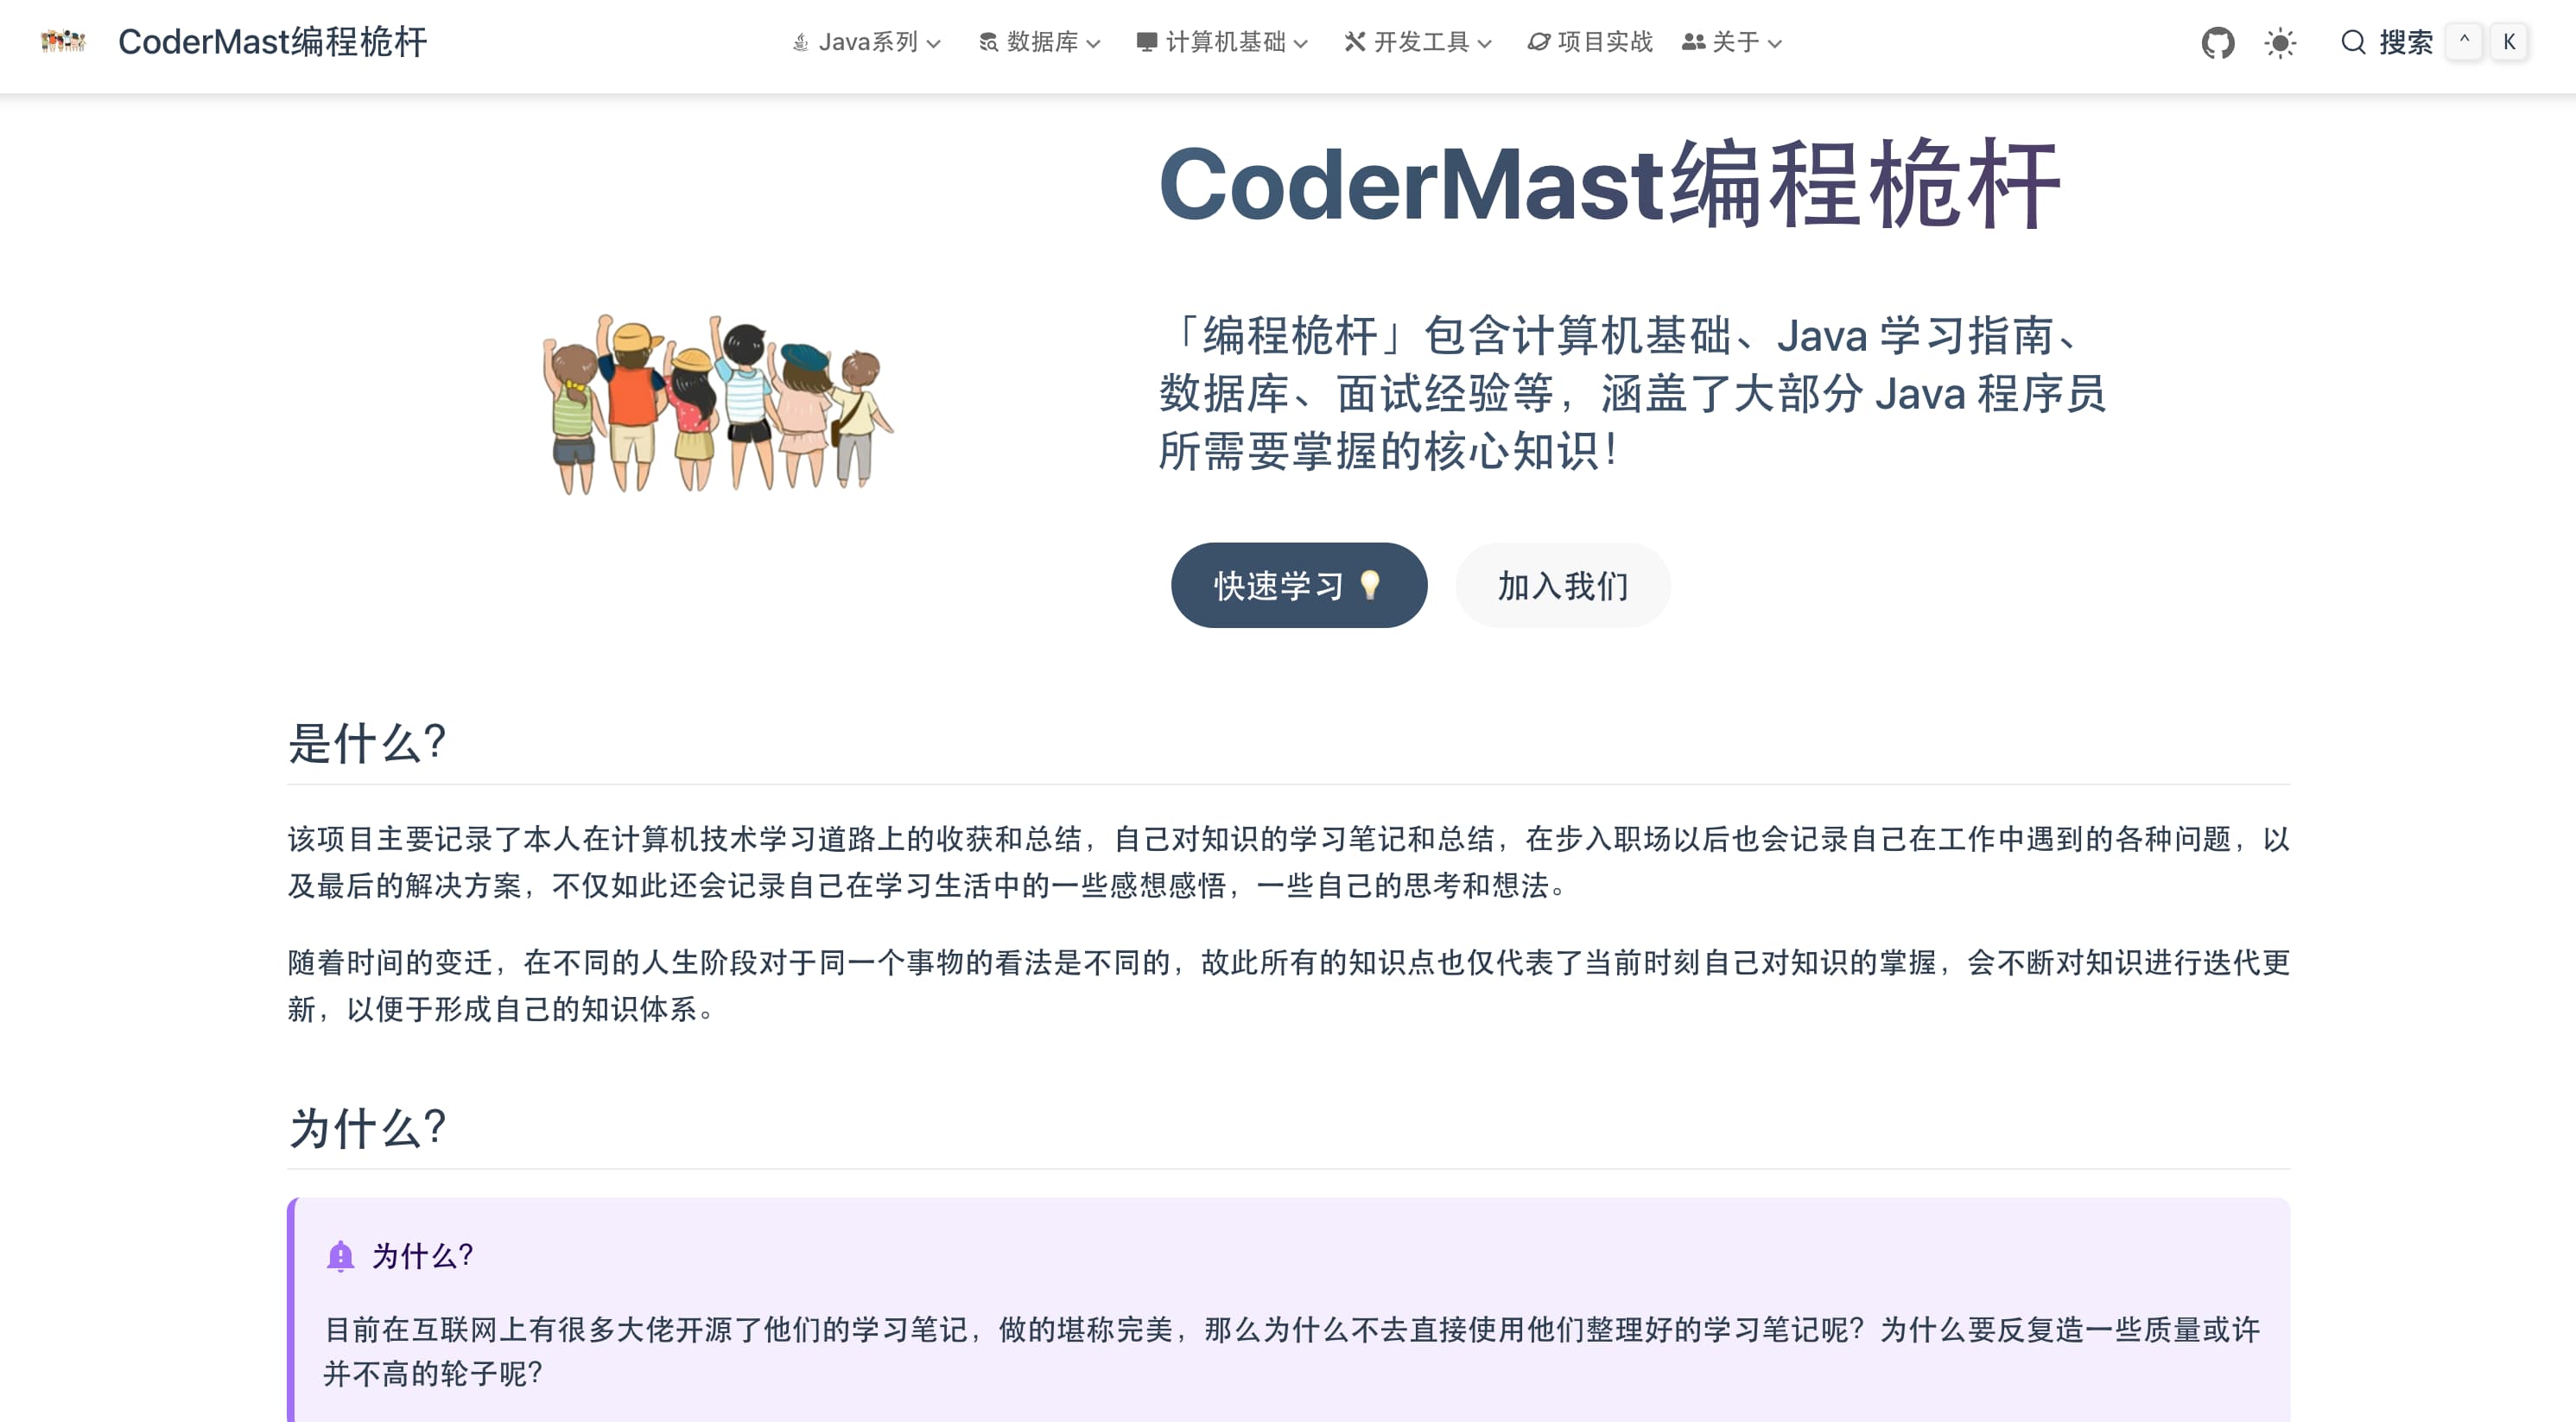 CoderMast编程桅杆
Java系列
数据库
计算机基础
开发工具
项目实战
关于
搜索
^
K
CoderMast编程桅杆
「编程桅杆」包含计算机基础、Java 学习指南、
数据库、面试经验等，涵盖了大部分 Java 程序员
所需要掌握的核心知识！
快速学习💡
加入我们
是什么？
该项目主要记录了本人在计算机技术学习道路上的收获和总结，自己对知识的学习笔记和总结，在步入职场以后也会记录自己在工作中遇到的各种问题，以
及最后的解决方案，不仅如此还会记录自己在学习生活中的一些感想感悟，一些自己的思考和想法。
随着时间的变迁，在不同的人生阶段对于同一个事物的看法是不同的，故此所有的知识点也仅代表了当前时刻自己对知识的掌握，会不断对知识进行迭代更
新，以便于形成自己的知识体系。
为什么？
为什么？
目前在互联网上有很多大佬开源了他们的学习笔记，做的堪称完美，那么为什么不去直接使用他们整理好的学习笔记呢？为什么要反复造一些质量或许
并不高的轮子呢？